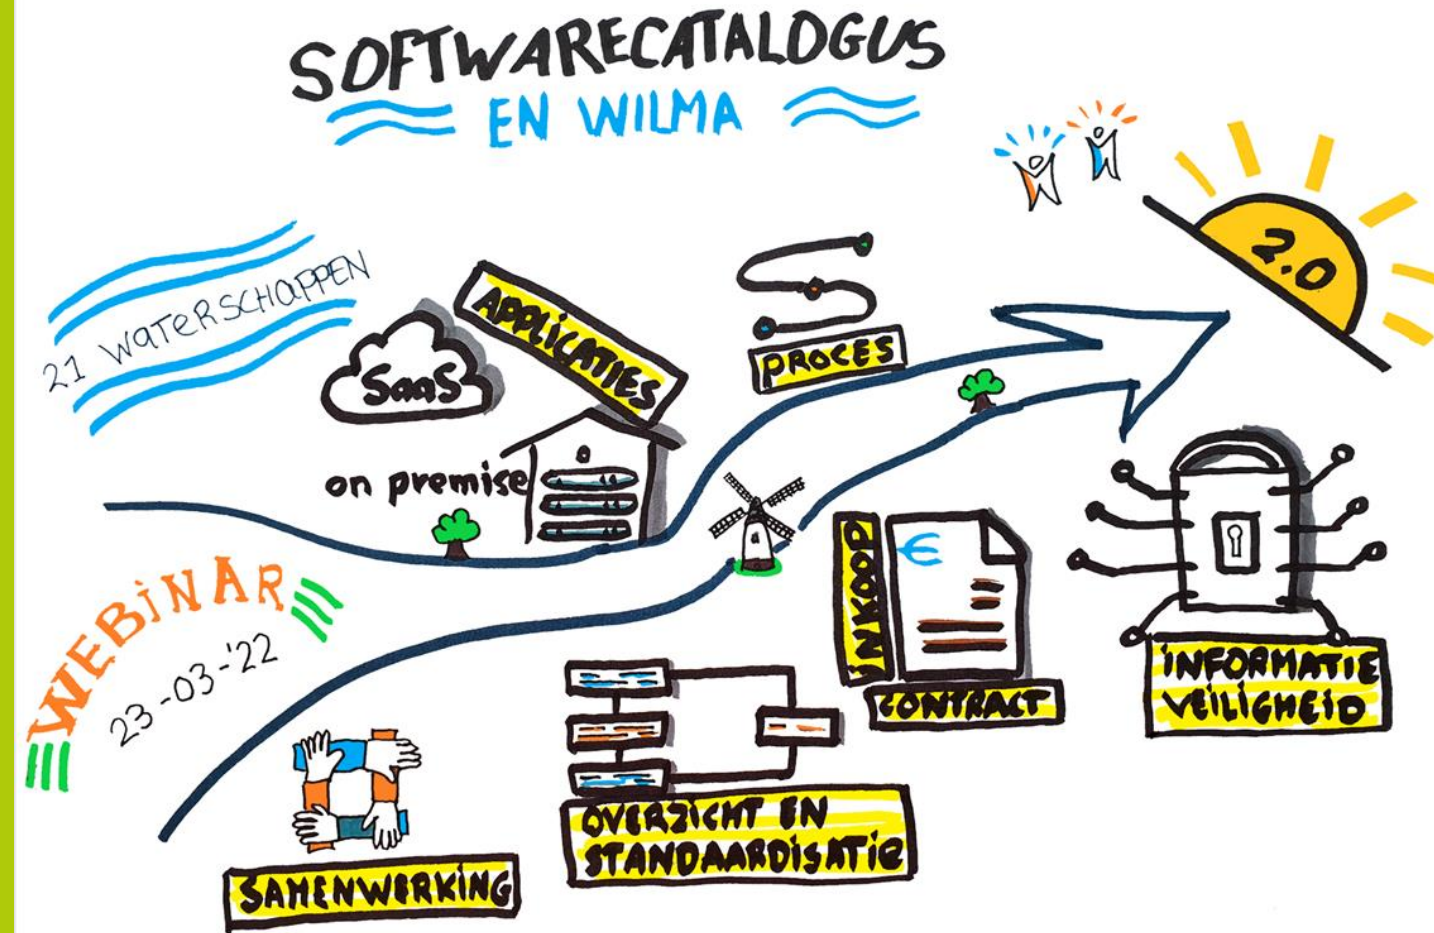 SOFTWARECATALOGUS
EN WILMA
2.0
21 WATERSCHAPPEN
APPLICATIES
SaaS
on premise
PROCES
WEBINAR
23-03-'22
INKOOP
€
CONTRACT
INFORMATIE
VEILIGHEID
OVERZICHT EN
STANDAARDISATIE
SAMENWERKING